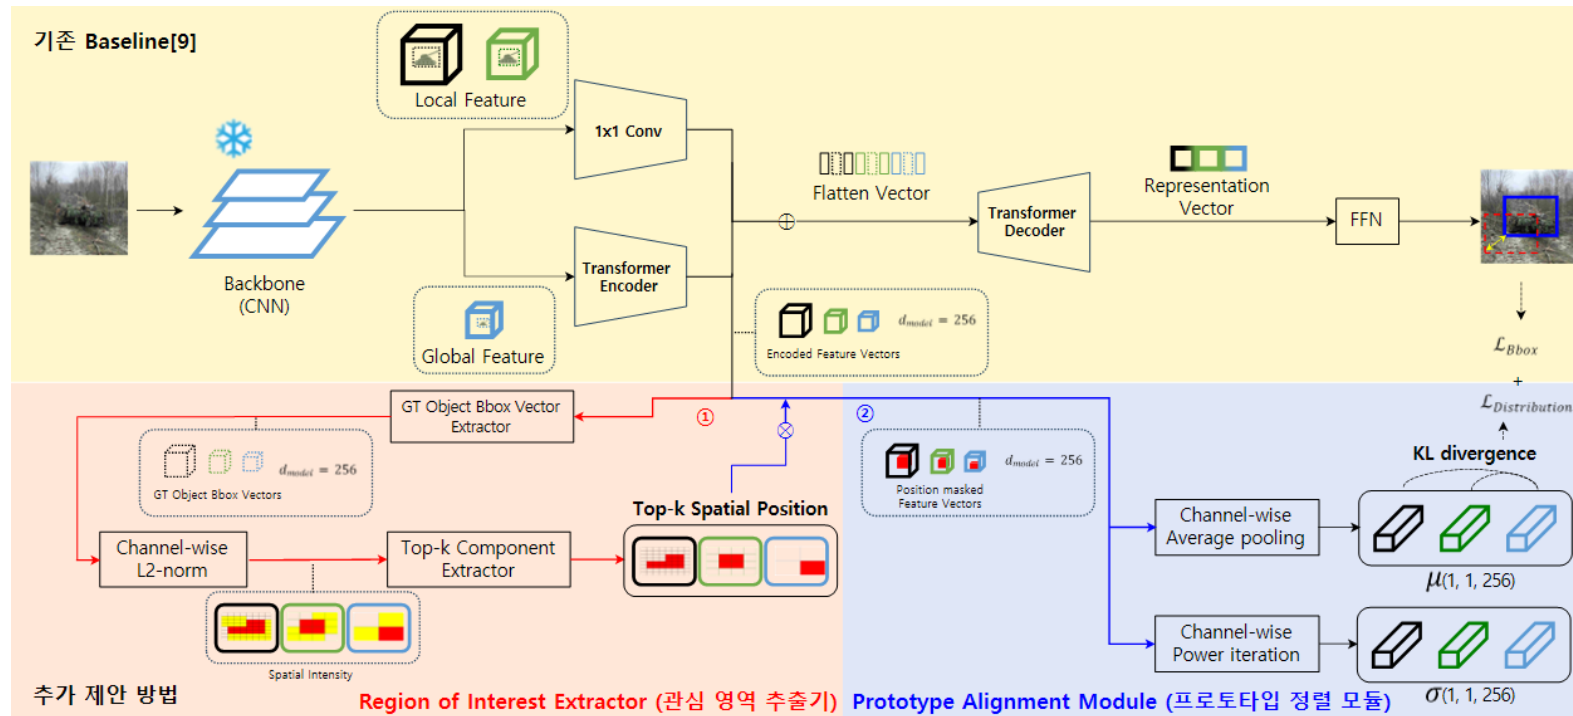 기존 Baseline[9]
Local Feature
1x1 Conv
Backbone
(CNN)
Transformer
Encoder
Global Feature
Flatten Vector
Transformer
Decoder
Representation
Vector
FFN
d_model = 256
Encoded Feature Vectors
ℒ_Bbox
+
ℒ_Distribution
GT Object Bbox Vector
Extractor
①
d_model = 256
GT Object Bbox Vectors
Channel-wise
L2-norm
Top-k Component
Extractor
Top-k Spatial Position
Spatial Intensity
추가 제안 방법
Region of Interest Extractor (관심 영역 추출기)
②
d_model = 256
Position masked
Feature Vectors
KL divergence
Channel-wise
Average pooling
μ(1, 1, 256)
Channel-wise
Power iteration
σ(1, 1, 256)
Prototype Alignment Module (프로토타입 정렬 모듈)